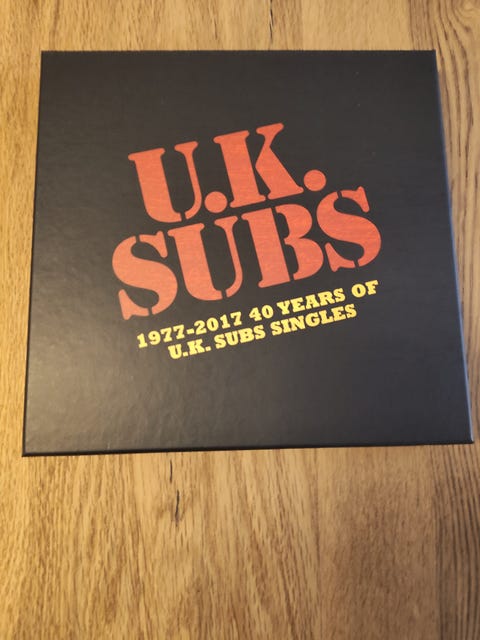 U.K.
SUBS
1977-2017 40 YEARS OF
U.K. SUBS SINGLES